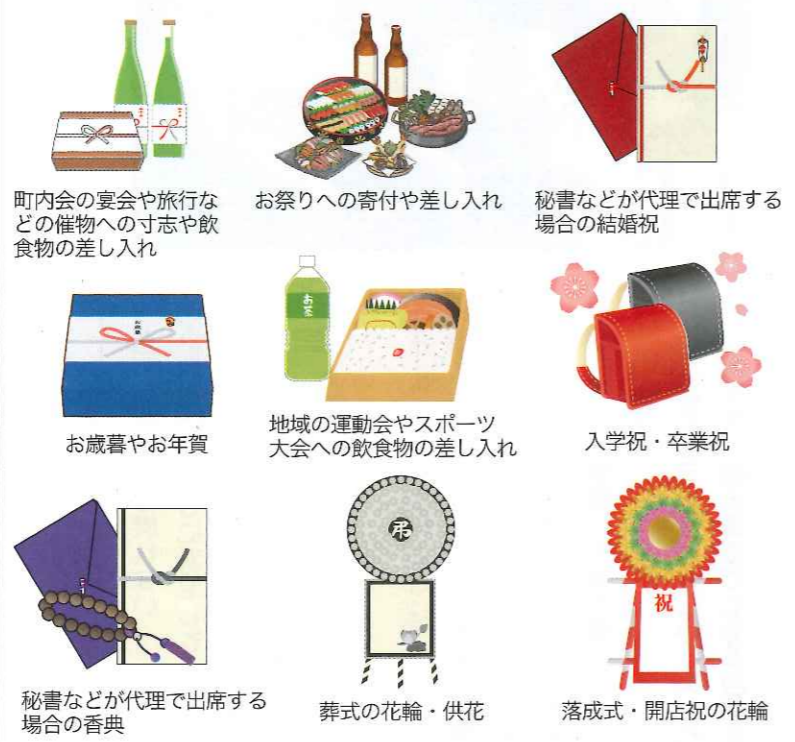 町内会の宴会や旅行な
どの催物への寸志や飲
食物の差し入れ
お祭りへの寄付や差し入れ
秘書などが代理で出席する
場合の結婚祝
お歳暮
お歳暮やお年賀
お茶
地域の運動会やスポーツ
大会への飲食物の差し入れ
入学祝・卒業祝
秘書などが代理で出席する
場合の香典
弔
葬式の花輪・供花
祝
落成式・開店祝の花輪